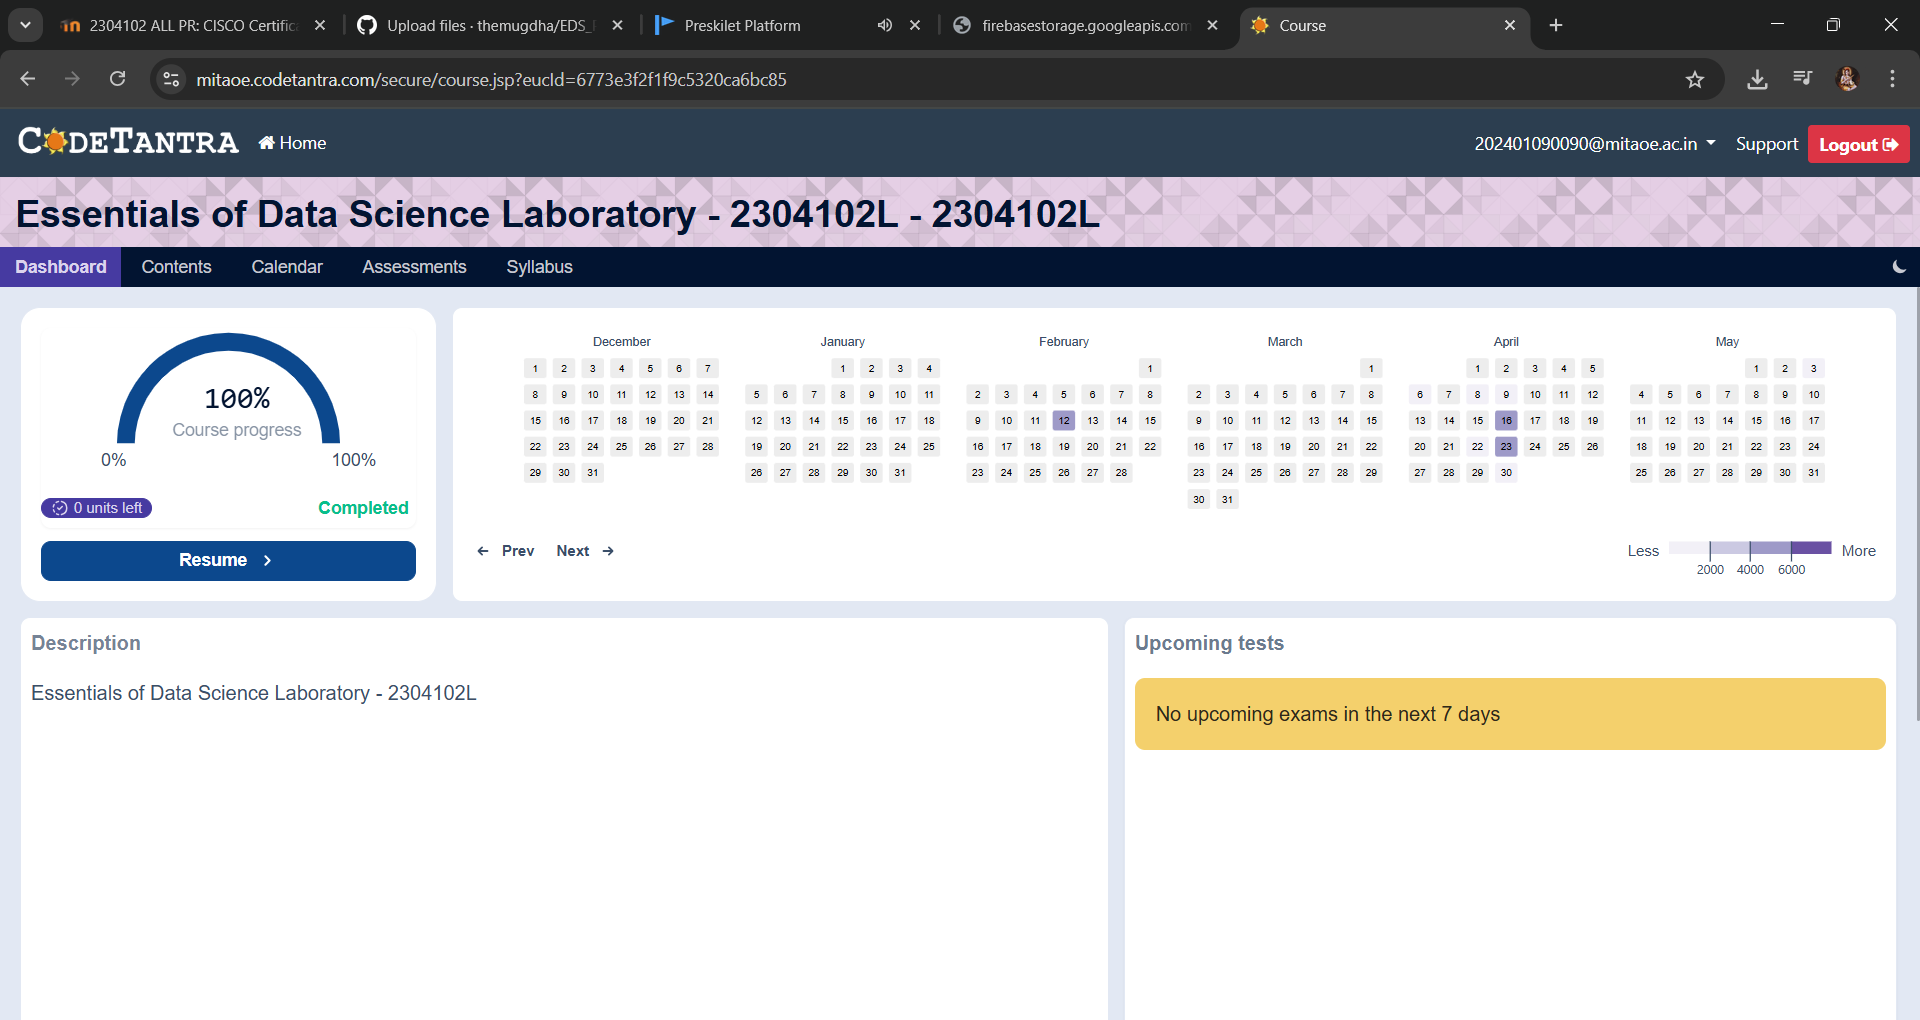 2304102 ALL PR: CISCO Certific
Upload files · themugdha/EDS_
Preskilet Platform
firebasestorage.googleapis.com
Course
mitaoe.codetantra.com/secure/course.jsp?eucId=6773e3f2f1f9c5320ca6bc85
CODETANTRA
Home
202401090090@mitaoe.ac.in
Support
Logout
Essentials of Data Science Laboratory - 2304102L - 2304102L
Dashboard Contents Calendar Assessments Syllabus
100%
Course progress
0% 100%
0 units left
Completed
Resume
December
1 2 3 4 5 6 7
8 9 10 11 12 13 14
15 16 17 18 19 20 21
22 23 24 25 26 27 28
29 30 31
January
1 2 3 4
5 6 7 8 9 10 11
12 13 14 15 16 17 18
19 20 21 22 23 24 25
26 27 28 29 30 31
February
1
2 3 4 5 6 7 8
9 10 11 12 13 14 15
16 17 18 19 20 21 22
23 24 25 26 27 28
March
1
2 3 4 5 6 7 8
9 10 11 12 13 14 15
16 17 18 19 20 21 22
23 24 25 26 27 28 29
30 31
April
1 2 3 4 5
6 7 8 9 10 11 12
13 14 15 16 17 18 19
20 21 22 23 24 25 26
27 28 29 30
May
1 2 3
4 5 6 7 8 9 10
11 12 13 14 15 16 17
18 19 20 21 22 23 24
25 26 27 28 29 30 31
Prev Next
Less More
2000 4000 6000
Description
Essentials of Data Science Laboratory - 2304102L
Upcoming tests
No upcoming exams in the next 7 days